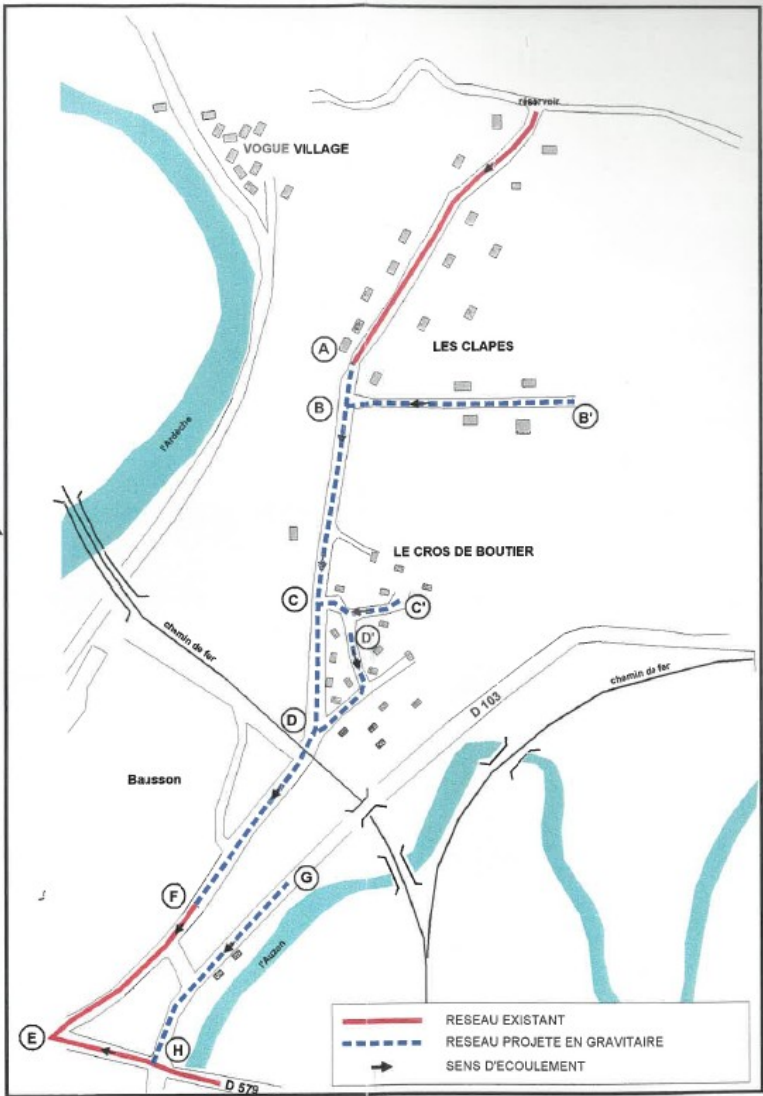 réservoir
VOGUE VILLAGE
A
LES CLAPES
B
B'
l'Ardèche
LE CROS DE BOUTIER
C
C'
D'
chemin de fer
chemin de fer
D 103
D
Bausson
G
F
l'Auzon
E
H
D 579
RESEAU EXISTANT
RESEAU PROJETE EN GRAVITAIRE
SENS D'ECOULEMENT